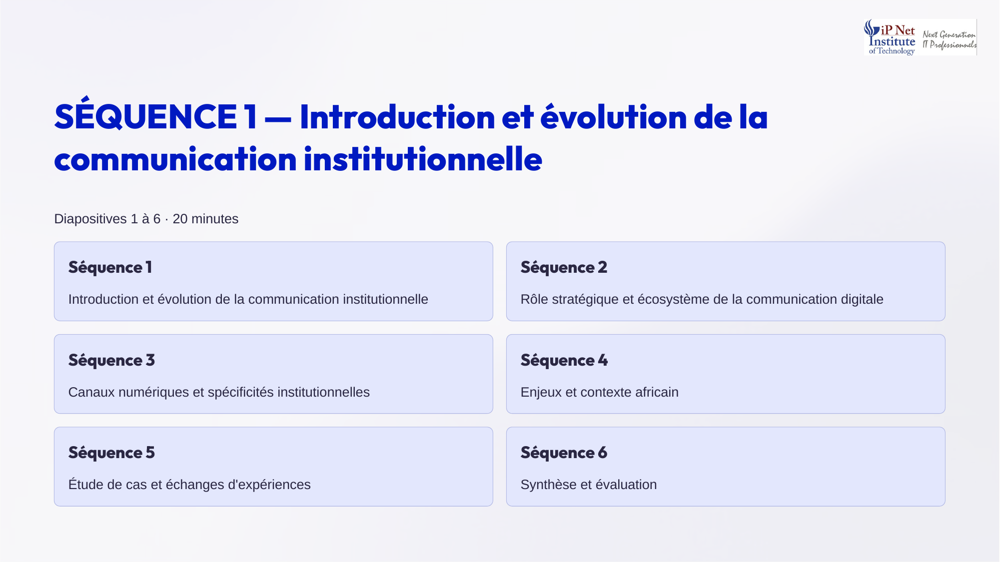 iP Net
Institute
of Technology
Next Generation
IT Professionnels
SÉQUENCE 1 — Introduction et évolution de la
communication institutionnelle
Diapositives 1 à 6 · 20 minutes
Séquence 1
Introduction et évolution de la communication institutionnelle
Séquence 2
Rôle stratégique et écosystème de la communication digitale
Séquence 3
Canaux numériques et spécificités institutionnelles
Séquence 4
Enjeux et contexte africain
Séquence 5
Étude de cas et échanges d'expériences
Séquence 6
Synthèse et évaluation